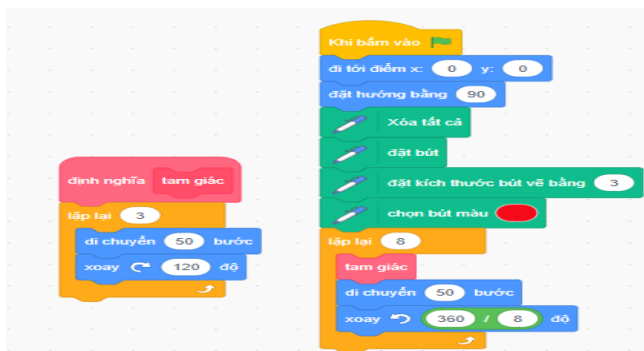 định nghĩa tam giác
lặp lại 3
di chuyển 50 bước
xoay 120 độ
Khi bấm vào
đi tới điểm x: 0 y: 0
đặt hướng bằng 90
Xóa tất cả
đặt bút
đặt kích thước bút vẽ bằng 3
chọn bút màu
lặp lại 8
tam giác
di chuyển 50 bước
xoay 360 / 8 độ